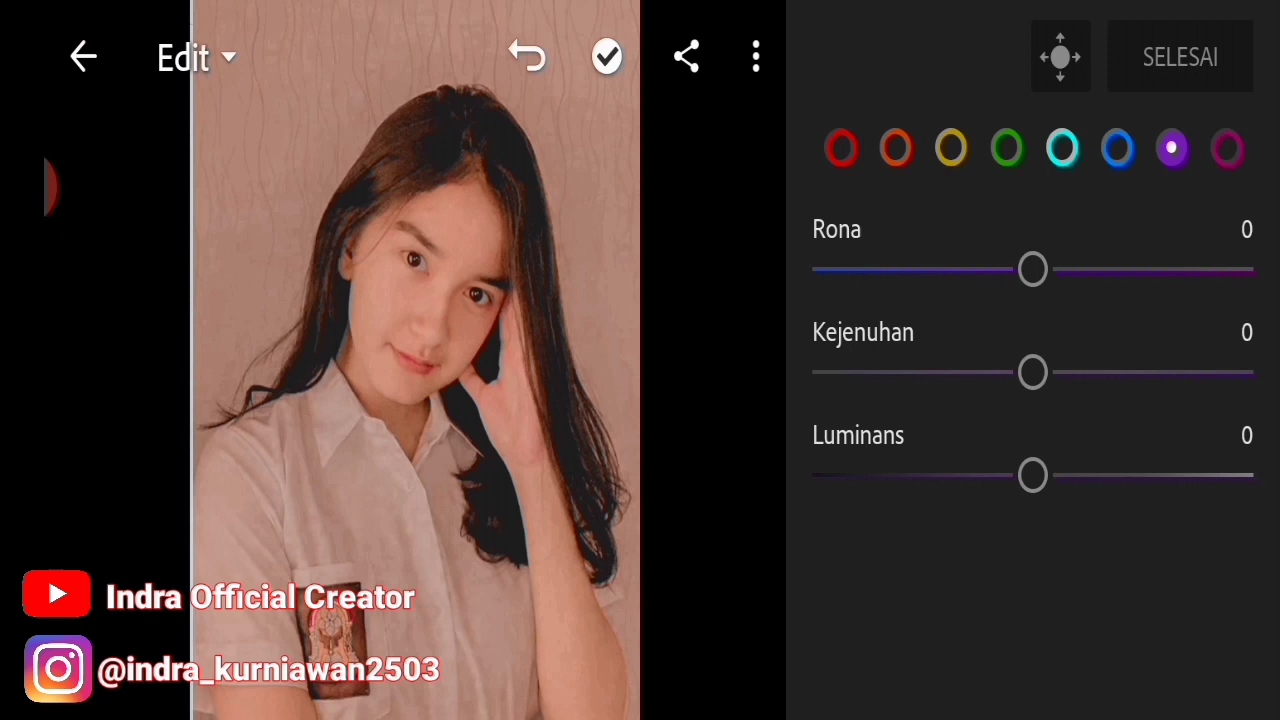 Edit
SELESAI
Rona 0
Kejenuhan 0
Luminans 0
Indra Official Creator
@indra_kurniawan2503